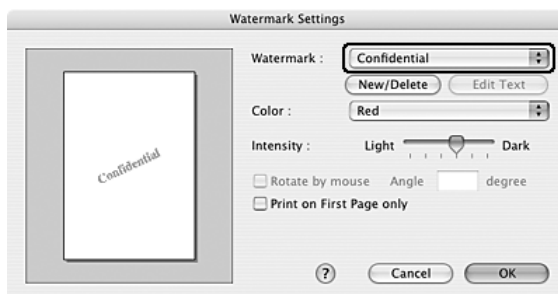 Watermark Settings
Watermark : Confidential
New/Delete Edit Text
Color : Red
Intensity : Light Dark
Confidential
Rotate by mouse Angle degree
Print on First Page only
? Cancel OK